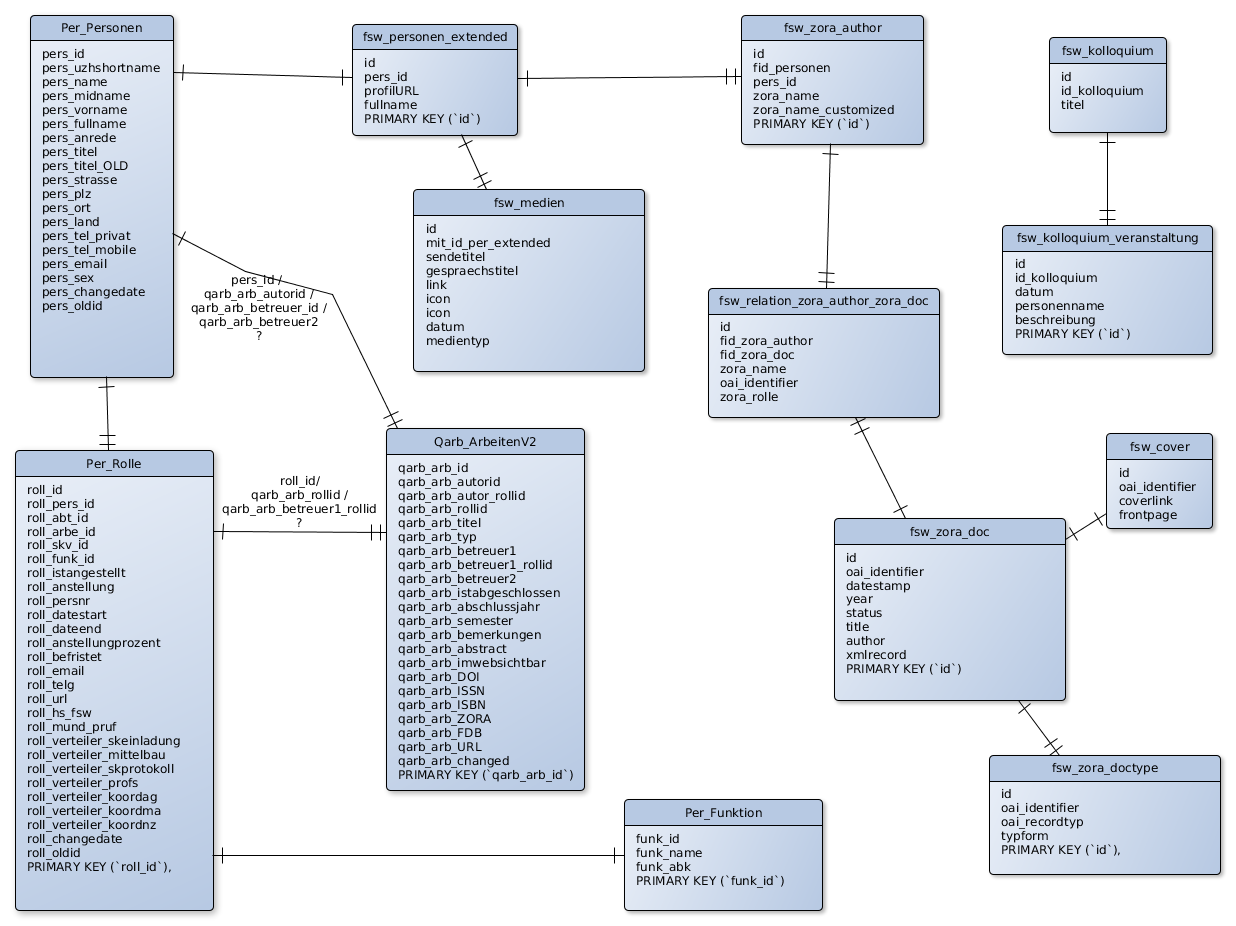 Per_Personen
pers_id
pers_uzhshortname
pers_name
pers_midname
pers_vorname
pers_fullname
pers_anrede
pers_titel
pers_titel_OLD
pers_strasse
pers_plz
pers_ort
pers_land
pers_tel_privat
pers_tel_mobile
pers_email
pers_sex
pers_changedate
pers_oldid
fsw_personen_extended
id
pers_id
profilURL
fullname
PRIMARY KEY (`id`)
fsw_zora_author
id
fid_personen
pers_id
zora_name
zora_name_customized
PRIMARY KEY (`id`)
fsw_kolloquium
id
id_kolloquium
titel
fsw_medien
id
mit_id_per_extended
sendetitel
gespraechstitel
link
icon
icon
datum
medientyp
fsw_kolloquium_veranstaltung
id
id_kolloquium
datum
personenname
beschreibung
PRIMARY KEY (`id`)
pers_id /
qarb_arb_autorid /
qarb_arb_betreuer_id /
qarb_arb_betreuer2
?
fsw_relation_zora_author_zora_doc
id
fid_zora_author
fid_zora_doc
zora_name
oai_identifier
zora_rolle
Per_Rolle
roll_id
roll_pers_id
roll_abt_id
roll_arbe_id
roll_skv_id
roll_funk_id
roll_istangestellt
roll_anstellung
roll_persnr
roll_datestart
roll_dateend
roll_anstellungprozent
roll_befristet
roll_email
roll_telg
roll_url
roll_hs_fsw
roll_mund_pruf
roll_verteiler_skeinladung
roll_verteiler_mittelbau
roll_verteiler_skprotokoll
roll_verteiler_profs
roll_verteiler_koordag
roll_verteiler_koordma
roll_verteiler_koordnz
roll_changedate
roll_oldid
PRIMARY KEY (`roll_id`),
roll_id/
qarb_arb_rollid /
qarb_arb_betreuer1_rollid
?
Qarb_ArbeitenV2
qarb_arb_id
qarb_arb_autorid
qarb_arb_autor_rollid
qarb_arb_rollid
qarb_arb_titel
qarb_arb_typ
qarb_arb_betreuer1
qarb_arb_betreuer1_rollid
qarb_arb_betreuer2
qarb_arb_istabgeschlossen
qarb_arb_abschlussjahr
qarb_arb_semester
qarb_arb_bemerkungen
qarb_arb_abstract
qarb_arb_imwebsichtbar
qarb_arb_DOI
qarb_arb_ISSN
qarb_arb_ISBN
qarb_arb_ZORA
qarb_arb_FDB
qarb_arb_URL
qarb_arb_changed
PRIMARY KEY (`qarb_arb_id`)
fsw_cover
id
oai_identifier
coverlink
frontpage
fsw_zora_doc
id
oai_identifier
datestamp
year
status
title
author
xmlrecord
PRIMARY KEY (`id`)
fsw_zora_doctype
id
oai_identifier
oai_recordtyp
typform
PRIMARY KEY (`id`),
Per_Funktion
funk_id
funk_name
funk_abk
PRIMARY KEY (`funk_id`)